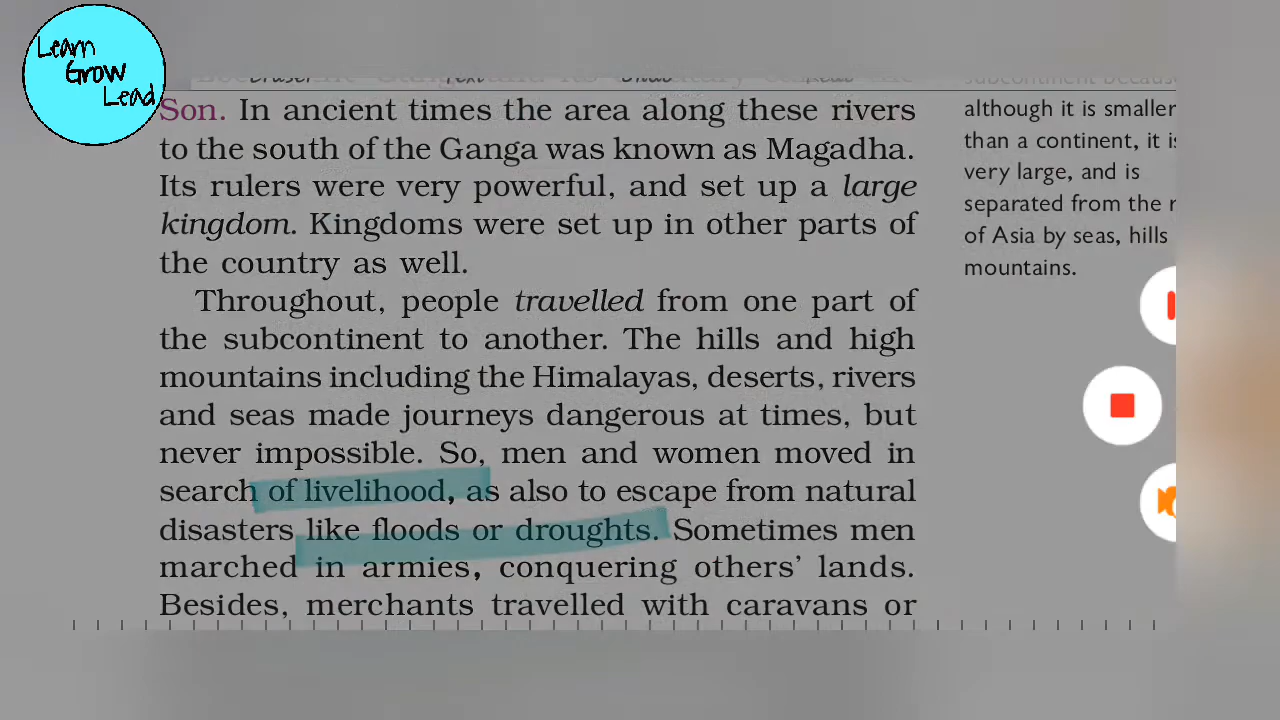 Learn
Grow
Lead
Son. In ancient times the area along these rivers
to the south of the Ganga was known as Magadha.
Its rulers were very powerful, and set up a large
kingdom. Kingdoms were set up in other parts of
the country as well.
Throughout, people travelled from one part of
the subcontinent to another. The hills and high
mountains including the Himalayas, deserts, rivers
and seas made journeys dangerous at times, but
never impossible. So, men and women moved in
search of livelihood, as also to escape from natural
disasters like floods or droughts. Sometimes men
marched in armies, conquering others' lands.
Besides, merchants travelled with caravans or
subcontinent because
although it is smaller
than a continent, it is
very large, and is
separated from the
of Asia by seas, hills
mountains.